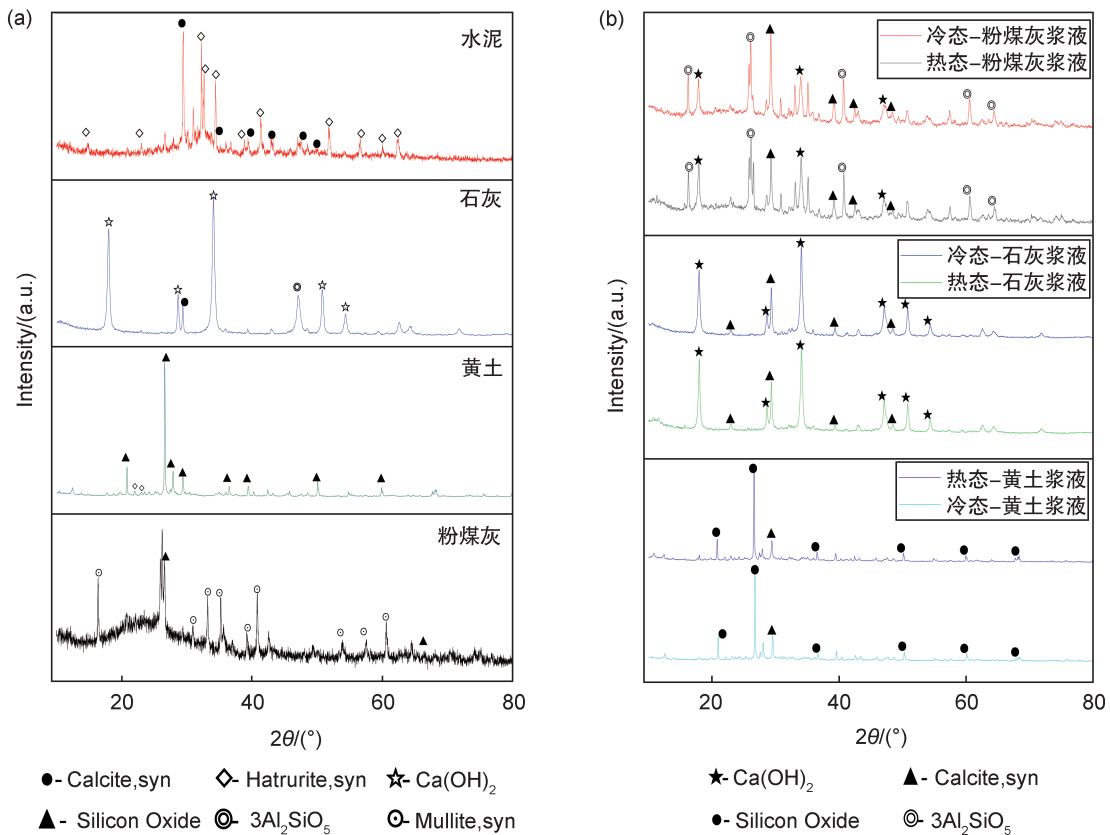 (a)
水泥
石灰
黄土
粉煤灰
Intensity/(a.u.)
20 40 60 80
2θ/(°)
Calcite,syn Hatrurite,syn Ca(OH)₂
Silicon Oxide 3Al₂SiO₅ Mullite,syn
(b)
冷态–粉煤灰浆液
热态–粉煤灰浆液
冷态–石灰浆液
热态–石灰浆液
热态–黄土浆液
冷态–黄土浆液
Intensity/(a.u.)
20 40 60 80
2θ/(°)
Ca(OH)₂ Calcite,syn
Silicon Oxide 3Al₂SiO₅